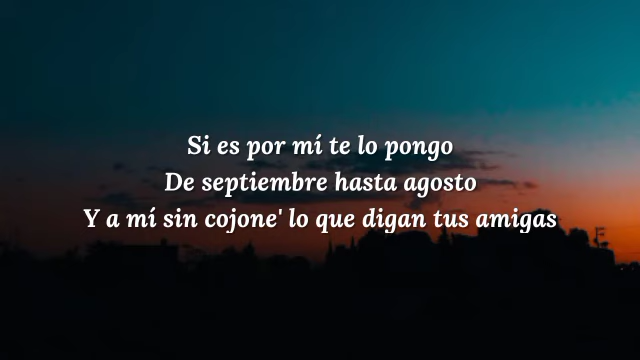 Si es por mí te lo pongo
De septiembre hasta agosto
Y a mí sin cojone' lo que digan tus amigas